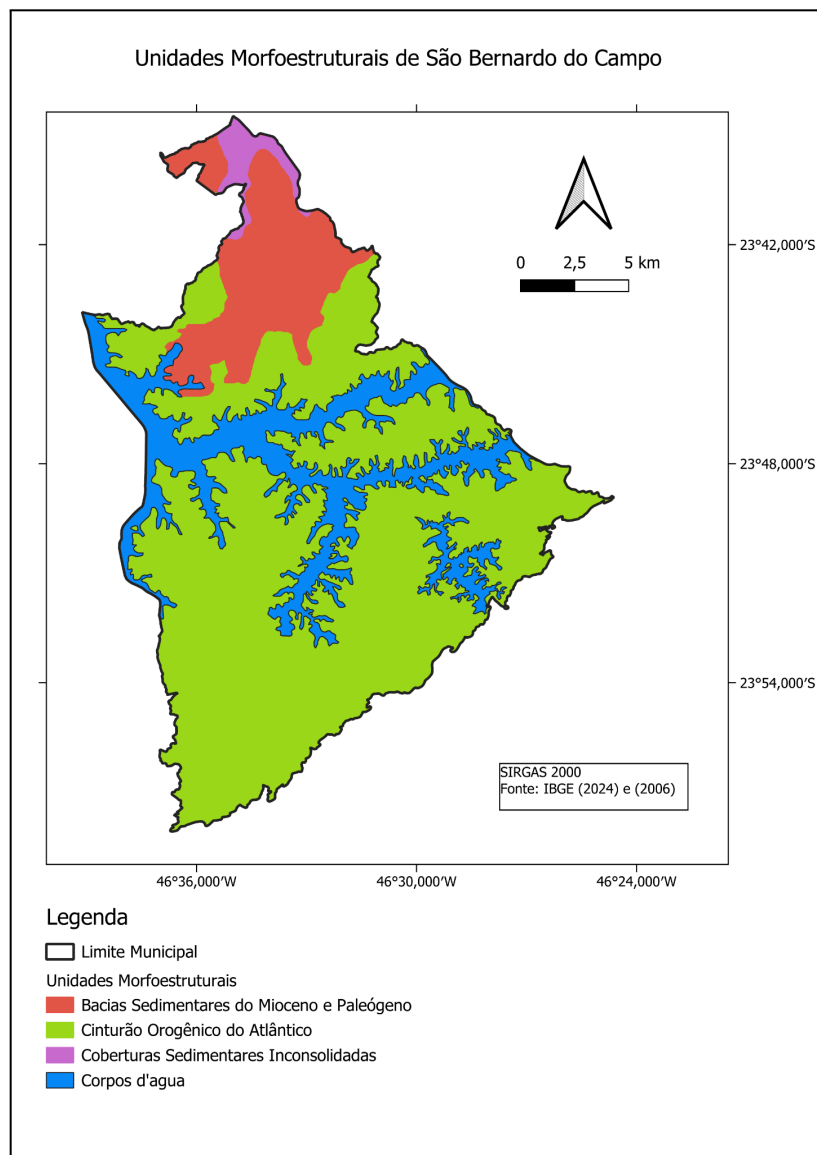 Unidades Morfoestruturais de São Bernardo do Campo
23°42,000'S
0 2,5 5 km
23°48,000'S
23°54,000'S
SIRGAS 2000
Fonte: IBGE (2024) e (2006)
46°36,000'W 46°30,000'W 46°24,000'W
Legenda
Limite Municipal
Unidades Morfoestruturais
Bacias Sedimentares do Mioceno e Paleógeno
Cinturão Orogênico do Atlântico
Coberturas Sedimentares Inconsolidadas
Corpos d'agua